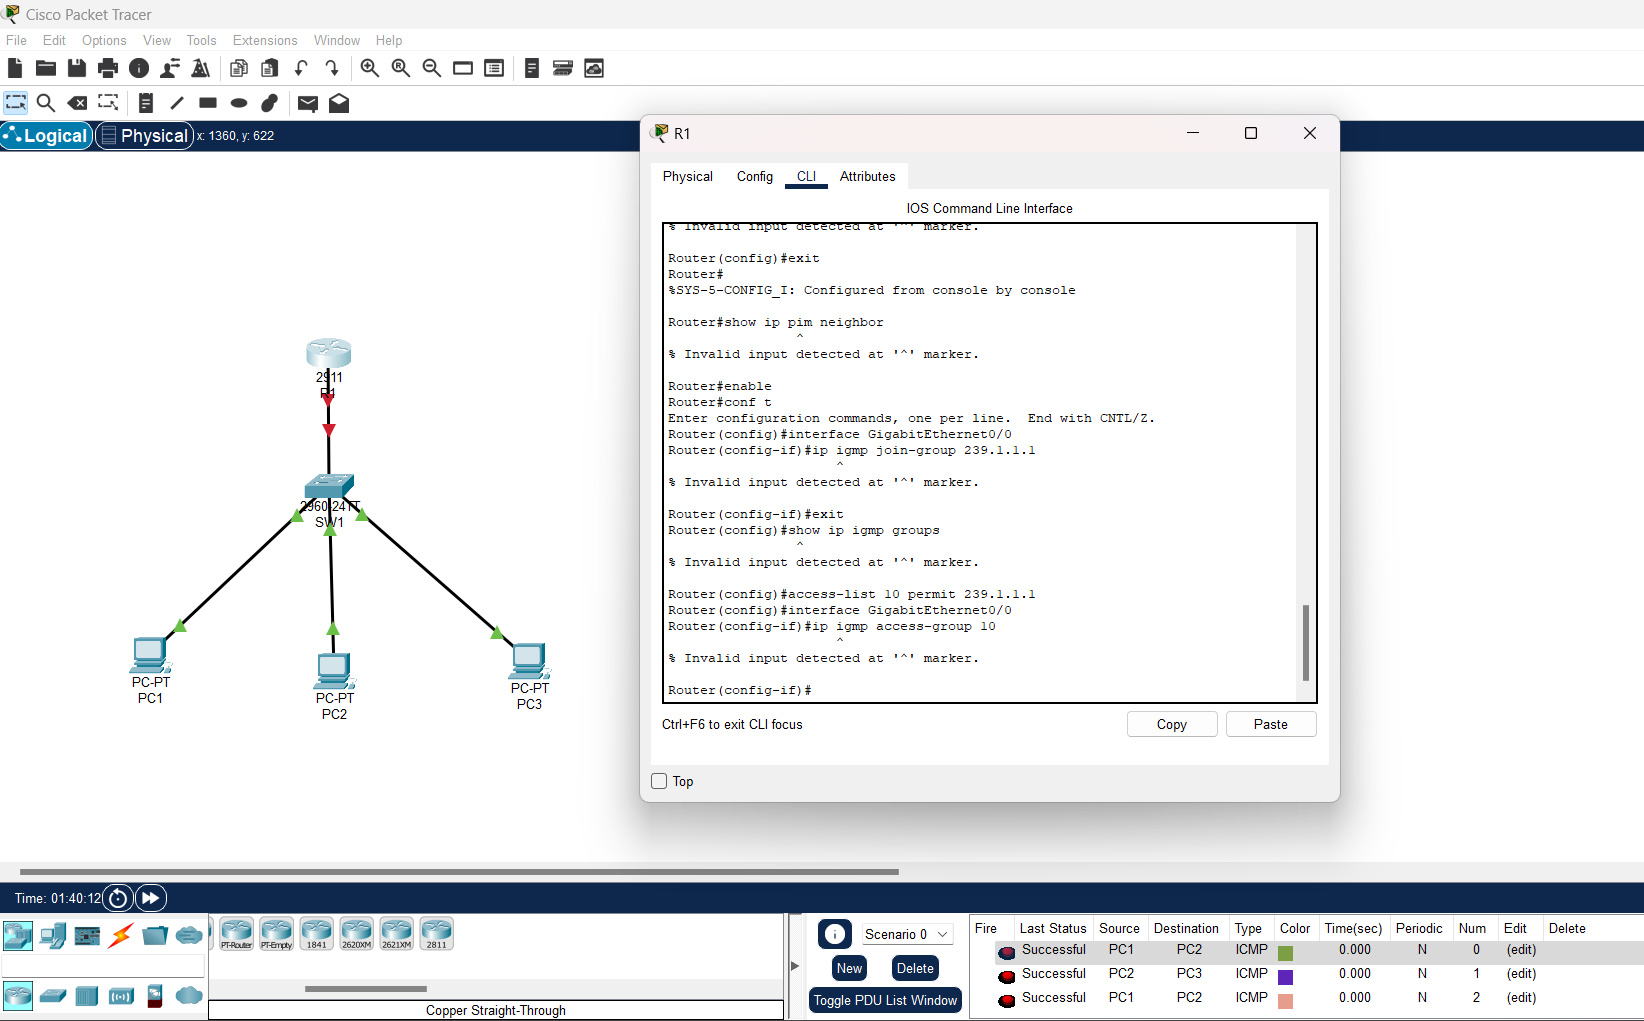 Cisco Packet Tracer
File Edit Options View Tools Extensions Window Help
Logical Physical x: 1360, y: 622
2911
R1
2960-24TT
SW1
PC-PT
PC1
PC-PT
PC2
PC-PT
PC3
R1
Physical Config CLI Attributes
IOS Command Line Interface
% Invalid input detected at '^' marker.
Router(config)#exit
Router#
%SYS-5-CONFIG_I: Configured from console by console
Router#show ip pim neighbor
^
% Invalid input detected at '^' marker.
Router#enable
Router#conf t
Enter configuration commands, one per line. End with CNTL/Z.
Router(config)#interface GigabitEthernet0/0
Router(config-if)#ip igmp join-group 239.1.1.1
^
% Invalid input detected at '^' marker.
Router(config-if)#exit
Router(config)#show ip igmp groups
^
% Invalid input detected at '^' marker.
Router(config)#access-list 10 permit 239.1.1.1
Router(config)#interface GigabitEthernet0/0
Router(config-if)#ip igmp access-group 10
^
% Invalid input detected at '^' marker.
Router(config-if)#
Ctrl+F6 to exit CLI focus
Copy Paste
Top
Time: 01:40:12
PT-Router PT-Empty 1841 2620XM 2621XM 2811
Copper Straight-Through
Scenario 0
New Delete
Toggle PDU List Window
Fire Last Status Source Destination Type Color Time(sec) Periodic Num Edit Delete
Successful PC1 PC2 ICMP 0.000 N 0 (edit)
Successful PC2 PC3 ICMP 0.000 N 1 (edit)
Successful PC1 PC2 ICMP 0.000 N 2 (edit)